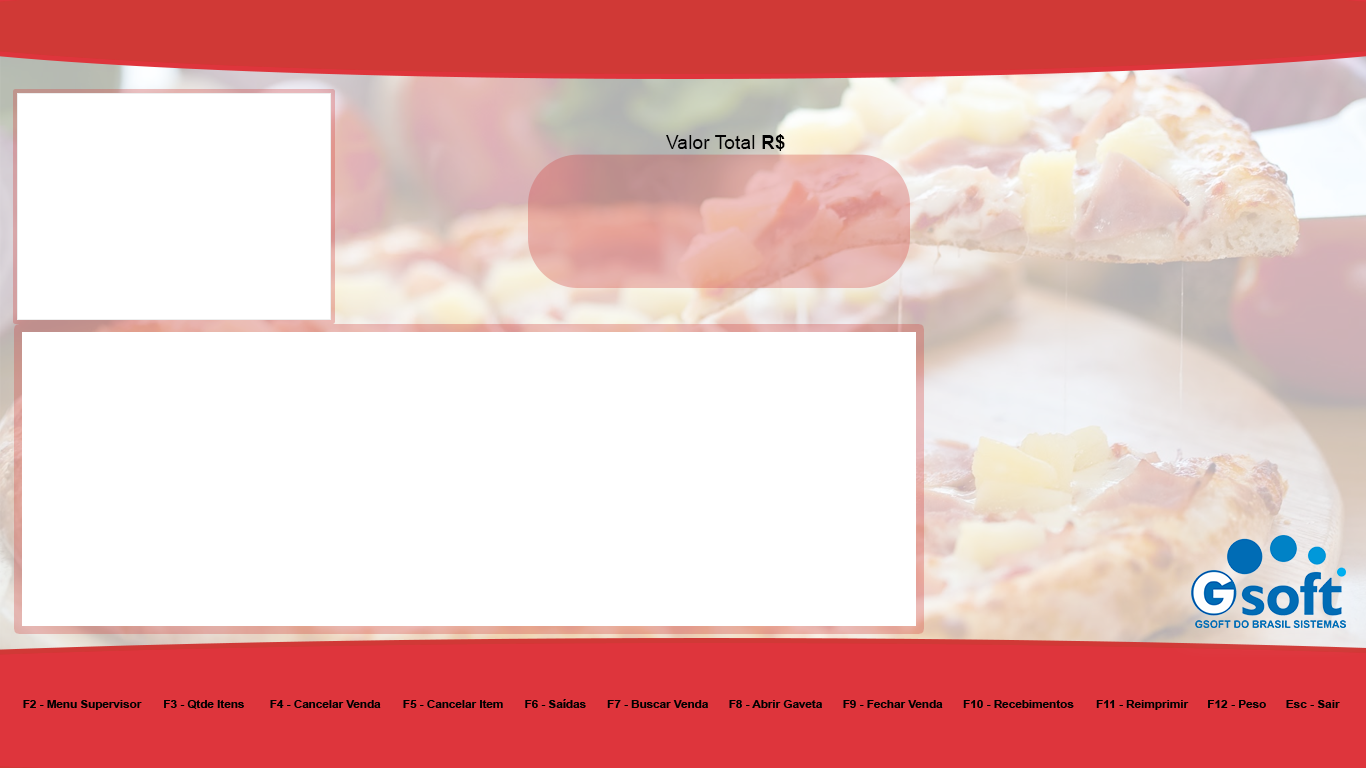 Valor Total R$
Gsoft
GSOFT DO BRASIL SISTEMAS
F2 - Menu Supervisor F3 - Qtde Itens F4 - Cancelar Venda F5 - Cancelar Item F6 - Saídas F7 - Buscar Venda F8 - Abrir Gaveta F9 - Fechar Venda F10 - Recebimentos F11 - Reimprimir F12 - Peso Esc - Sair